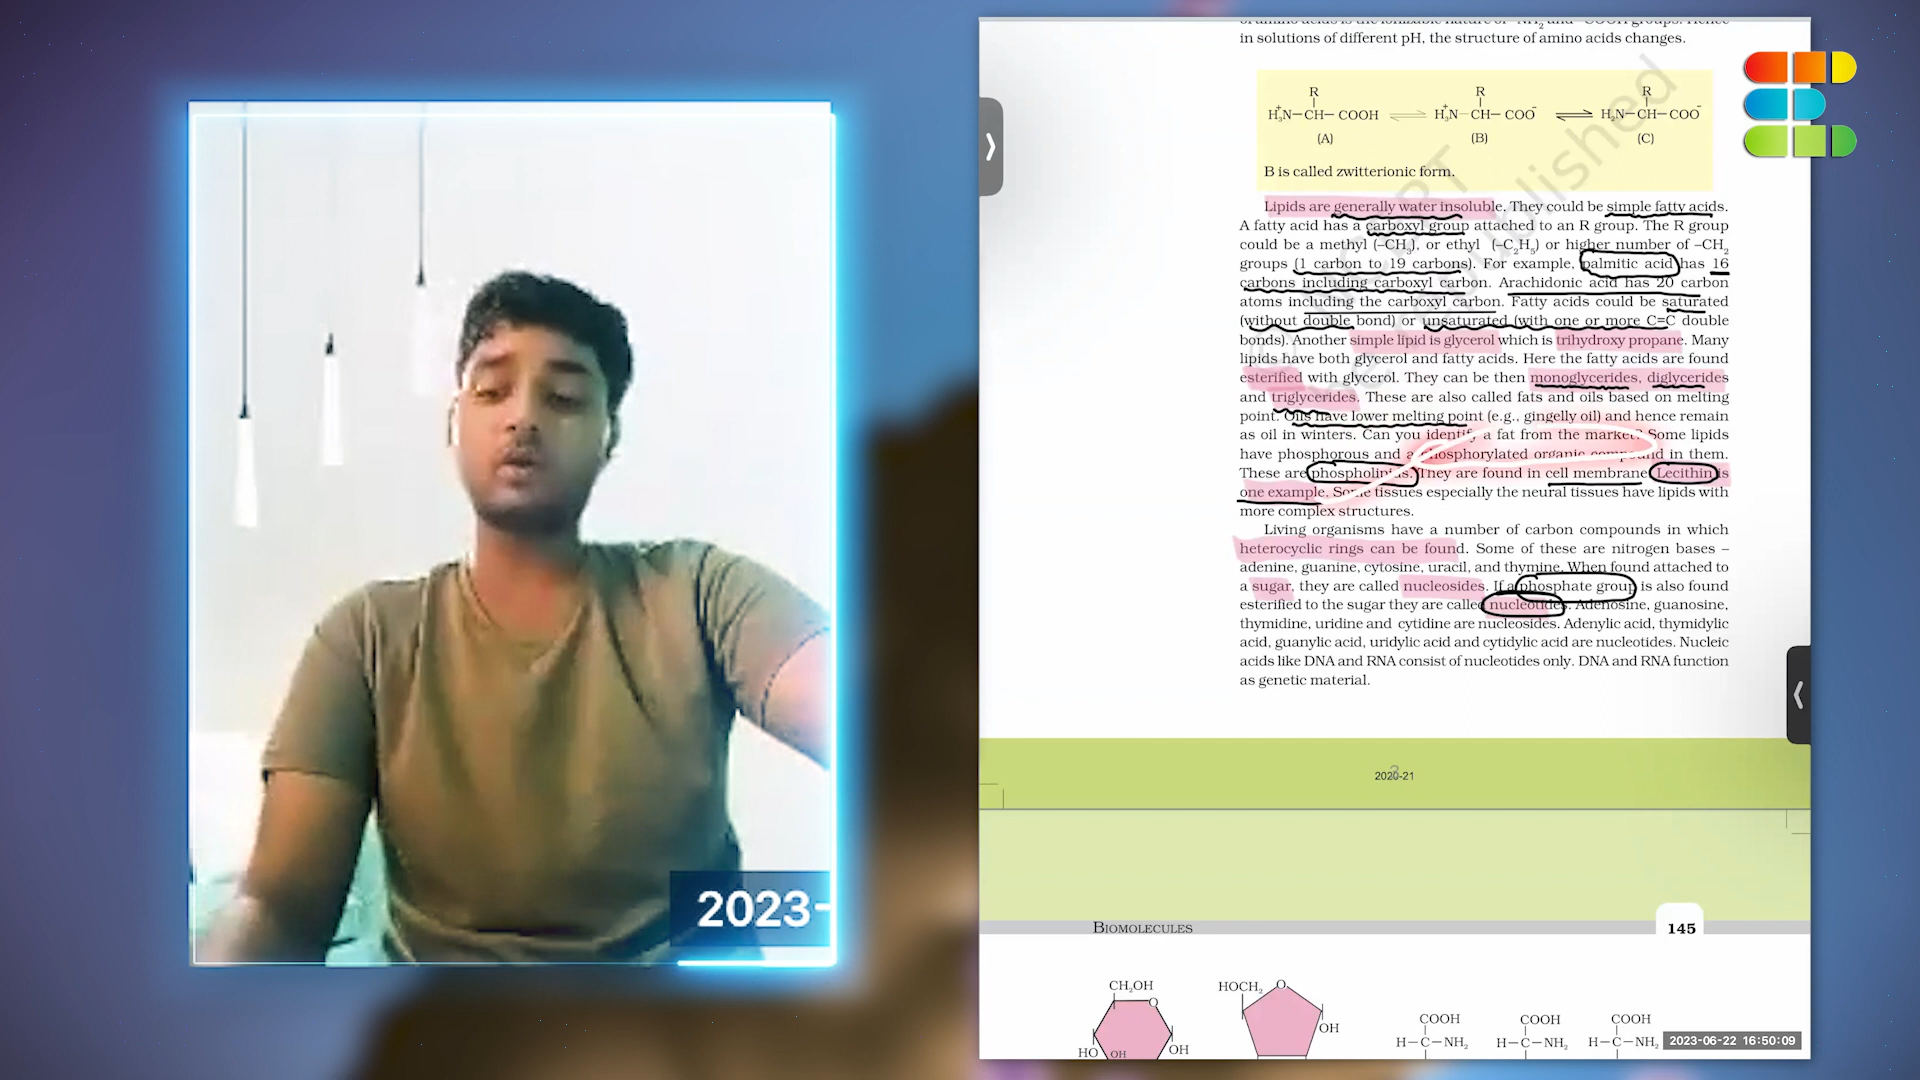 in solutions of different pH, the structure of amino acids changes.
R R R
H₃N⁺–CH–COOH ⇌ H₃N⁺–CH–COO⁻ ⇌ H₂N–CH–COO⁻
(A) (B) (C)
B is called zwitterionic form.
Lipids are generally water insoluble. They could be simple fatty acids.
A fatty acid has a carboxyl group attached to an R group. The R group
could be a methyl (–CH₃), or ethyl (–C₂H₅) or higher number of –CH₂
groups (1 carbon to 19 carbons). For example, palmitic acid has 16
carbons including carboxyl carbon. Arachidonic acid has 20 carbon
atoms including the carboxyl carbon. Fatty acids could be saturated
(without double bond) or unsaturated (with one or more C=C double
bonds). Another simple lipid is glycerol which is trihydroxy propane. Many
lipids have both glycerol and fatty acids. Here the fatty acids are found
esterified with glycerol. They can be then monoglycerides, diglycerides
and triglycerides. These are also called fats and oils based on melting
point. Oils have lower melting point (e.g., gingelly oil) and hence remain
as oil in winters. Can you identify a fat from the market? Some lipids
have phosphorous and a phosphorylated organic compound in them.
These are phospholipids. They are found in cell membrane. Lecithin is
one example. Some tissues especially the neural tissues have lipids with
more complex structures.
Living organisms have a number of carbon compounds in which
heterocyclic rings can be found. Some of these are nitrogen bases –
adenine, guanine, cytosine, uracil, and thymine. When found attached to
a sugar, they are called nucleosides. If a phosphate group is also found
esterified to the sugar they are called nucleotides. Adenosine, guanosine,
thymidine, uridine and cytidine are nucleosides. Adenylic acid, thymidylic
acid, guanylic acid, uridylic acid and cytidylic acid are nucleotides. Nucleic
acids like DNA and RNA consist of nucleotides only. DNA and RNA function
as genetic material.
2020-21
BIOMOLECULES 145
CH₂OH HOCH₂ O
O
OH
COOH COOH COOH
H–C–NH₂ H–C–NH₂ H–C–NH₂
HO OH OH
2023-06-22 16:50:09
2023-